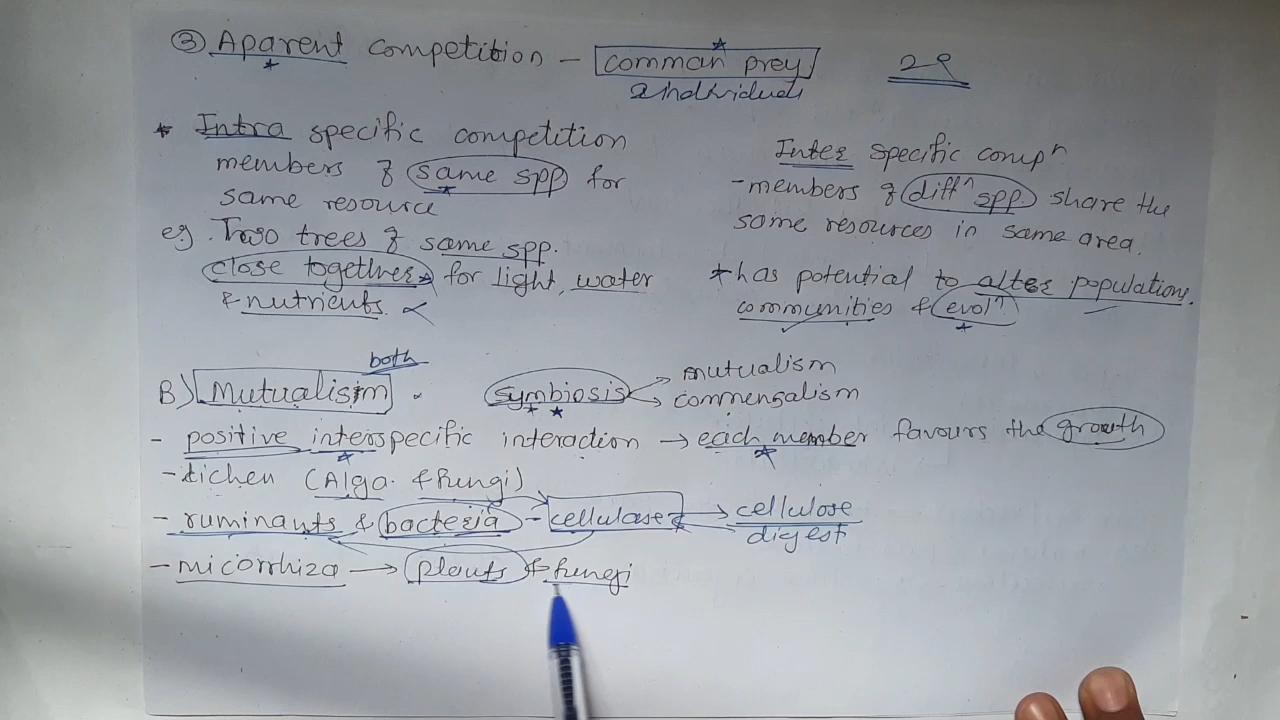 ③ Aparent competition – comman prey
2 individuals
29
* Intra specific competition
members of same spp for
same resource
eg. Two trees of same spp.
close together for light, water
& nutrients.
Inter specific compⁿ
- members of diffⁿ spp. share the
same resources in same area.
* has potential to alter populations,
communities & evolⁿ
both
B) Mutualism
symbiosis → mutualism
→ commensalism
- positive interspecific interaction → each member favours the growth
- Lichen (Alga & fungi)
- ruminants & bacteria – cellulase → cellulose
digest
- micorrhiza → plants & fungi